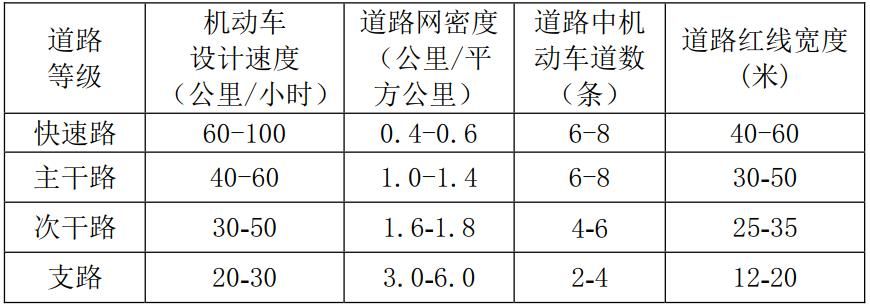 道路
等级
机动车
设计速度
（公里/小时）
道路网密度
（公里/平
方公里）
道路中机
动车道数
（条）
道路红线宽度
(米)
快速路 60-100 0.4-0.6 6-8 40-60
主干路 40-60 1.0-1.4 6-8 30-50
次干路 30-50 1.6-1.8 4-6 25-35
支路 20-30 3.0-6.0 2-4 12-20